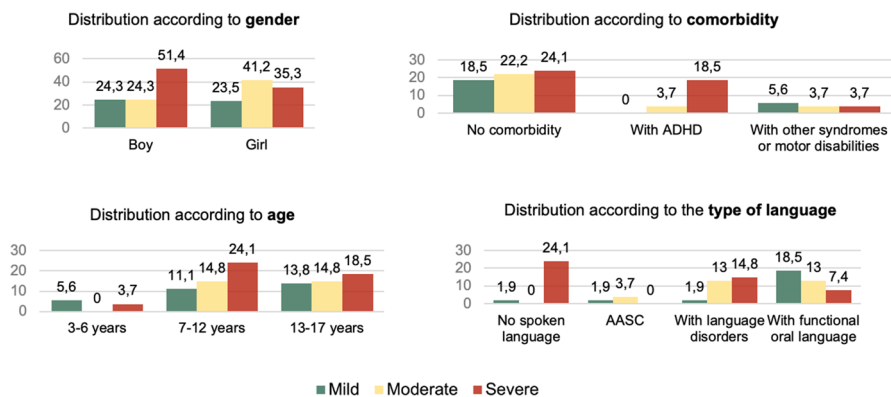 Distribution according to gender
60
40
20
0
24,3 24,3 51,4
23,5 41,2 35,3
Boy Girl
Distribution according to comorbidity
30
20
10
0
18,5 22,2 24,1
0 3,7 18,5
5,6 3,7 3,7
No comorbidity With ADHD With other syndromes
or motor disabilities
Distribution according to age
30
20
10
0
5,6 0 3,7
11,1 14,8 24,1
13,8 14,8 18,5
3-6 years 7-12 years 13-17 years
Distribution according to the type of language
30
20
10
0
1,9 0 24,1
1,9 3,7 0
1,9 13 14,8
18,5 13 7,4
No spoken AASC With language With functional
language disorders oral language
Mild Moderate Severe